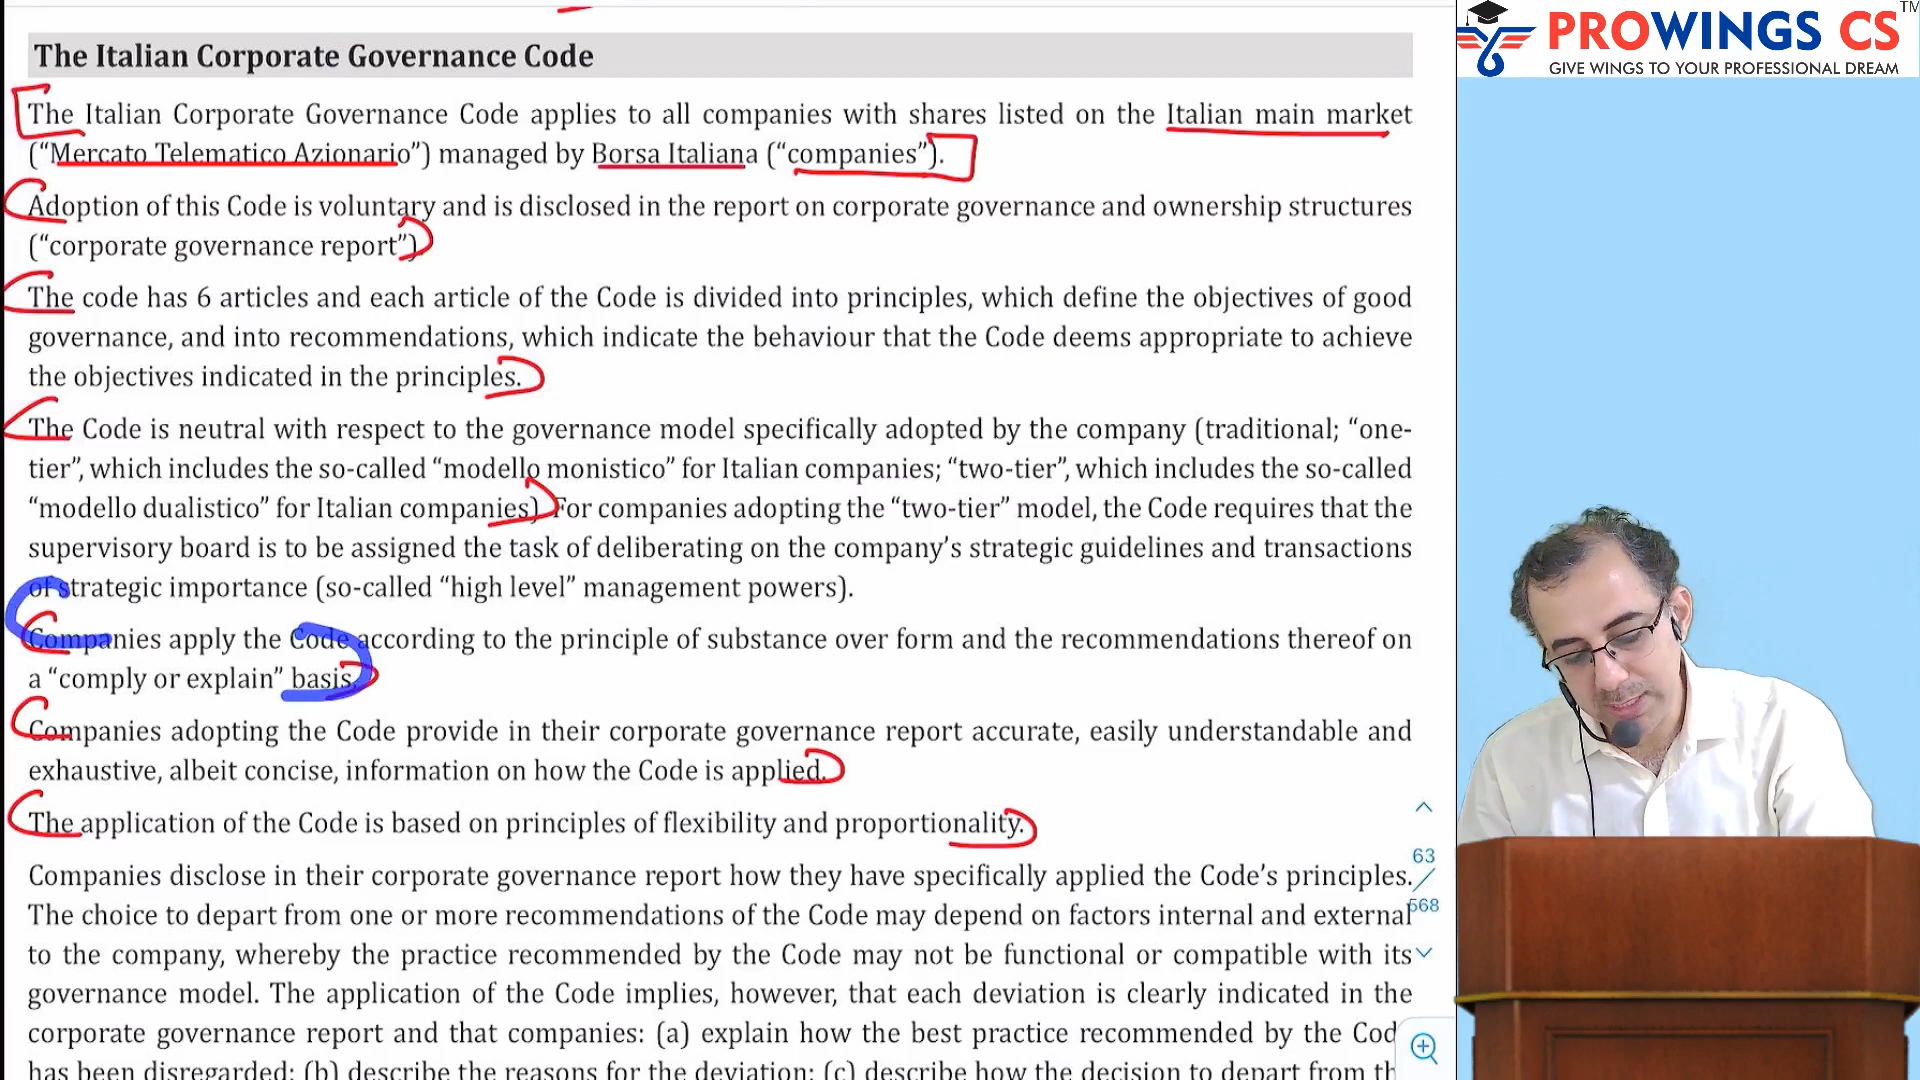 The Italian Corporate Governance Code
The Italian Corporate Governance Code applies to all companies with shares listed on the Italian main market
(“Mercato Telematico Azionario”) managed by Borsa Italiana (“companies”).
Adoption of this Code is voluntary and is disclosed in the report on corporate governance and ownership structures
(“corporate governance report”)
The code has 6 articles and each article of the Code is divided into principles, which define the objectives of good
governance, and into recommendations, which indicate the behaviour that the Code deems appropriate to achieve
the objectives indicated in the principles.
The Code is neutral with respect to the governance model specifically adopted by the company (traditional; “one-
tier”, which includes the so-called “modello monistico” for Italian companies; “two-tier”, which includes the so-called
“modello dualistico” for Italian companies) For companies adopting the “two-tier” model, the Code requires that the
supervisory board is to be assigned the task of deliberating on the company’s strategic guidelines and transactions
of strategic importance (so-called “high level” management powers).
Companies apply the Code according to the principle of substance over form and the recommendations thereof on
a “comply or explain” basis.
Companies adopting the Code provide in their corporate governance report accurate, easily understandable and
exhaustive, albeit concise, information on how the Code is applied.
The application of the Code is based on principles of flexibility and proportionality.
Companies disclose in their corporate governance report how they have specifically applied the Code’s principles.
The choice to depart from one or more recommendations of the Code may depend on factors internal and external
to the company, whereby the practice recommended by the Code may not be functional or compatible with its
governance model. The application of the Code implies, however, that each deviation is clearly indicated in the
corporate governance report and that companies: (a) explain how the best practice recommended by the Cod
has been disregarded; (b) describe the reasons for the deviation; (c) describe how the decision to depart from th
63
/
568
PROWINGS CS TM
GIVE WINGS TO YOUR PROFESSIONAL DREAM